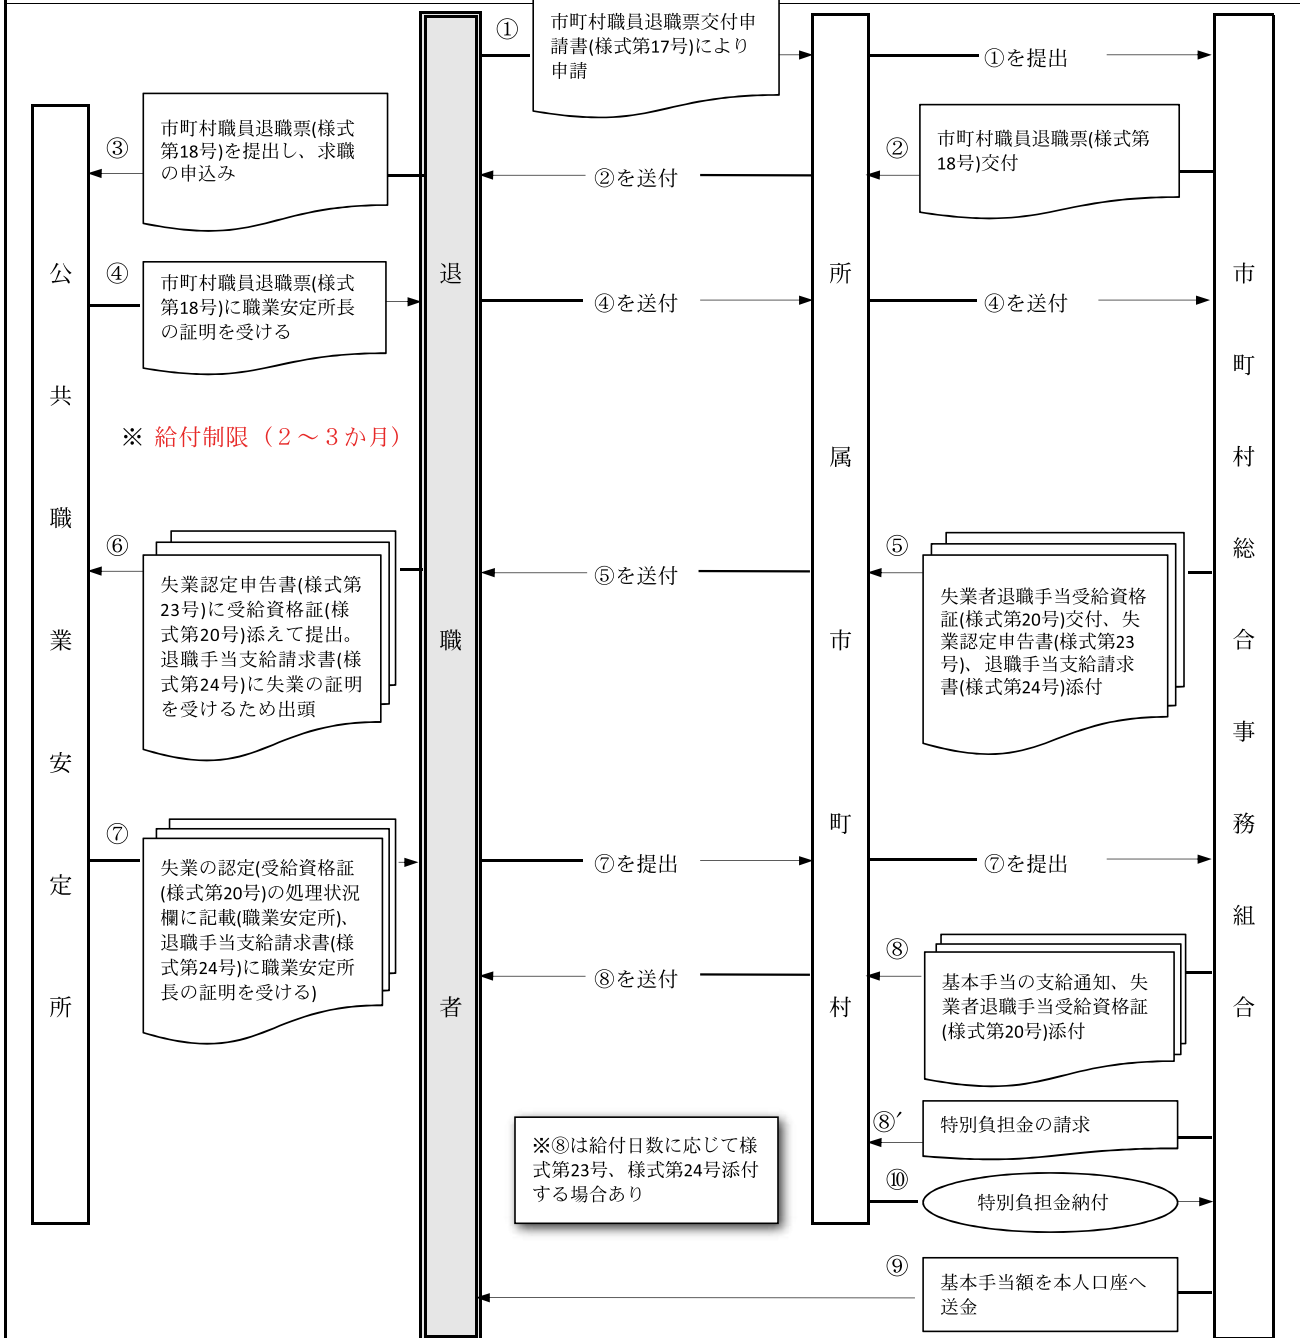 ①
市町村職員退職票交付申
請書(様式第17号)により
申請
①を提出
③
市町村職員退職票(様式
第18号)を提出し、求職
の申込み
②を送付
②
市町村職員退職票(様式第
18号)交付
④
市町村職員退職票(様式
第18号)に職業安定所長
の証明を受ける
④を送付
④を送付
※ 給付制限（２～３か月）
⑥
失業認定申告書(様式第
23号)に受給資格証(様
式第20号)添えて提出。
退職手当支給請求書(様
式第24号)に失業の証明
を受けるため出頭
⑤を送付
⑤
失業者退職手当受給資格
証(様式第20号)交付、失
業認定申告書(様式第23
号)、退職手当支給請求
書(様式第24号)添付
⑦
失業の認定(受給資格証
(様式第20号)の処理状況
欄に記載(職業安定所)、
退職手当支給請求書(様
式第24号)に職業安定所
長の証明を受ける)
⑦を提出
⑦を提出
⑧を送付
⑧
基本手当の支給通知、失
業者退職手当受給資格証
(様式第20号)添付
※⑧は給付日数に応じて様
式第23号、様式第24号添付
する場合あり
⑧′
特別負担金の請求
⑩
特別負担金納付
⑨
基本手当額を本人口座へ
送金
公共職業安定所
退職者
所属市町村
市町村総合事務組合